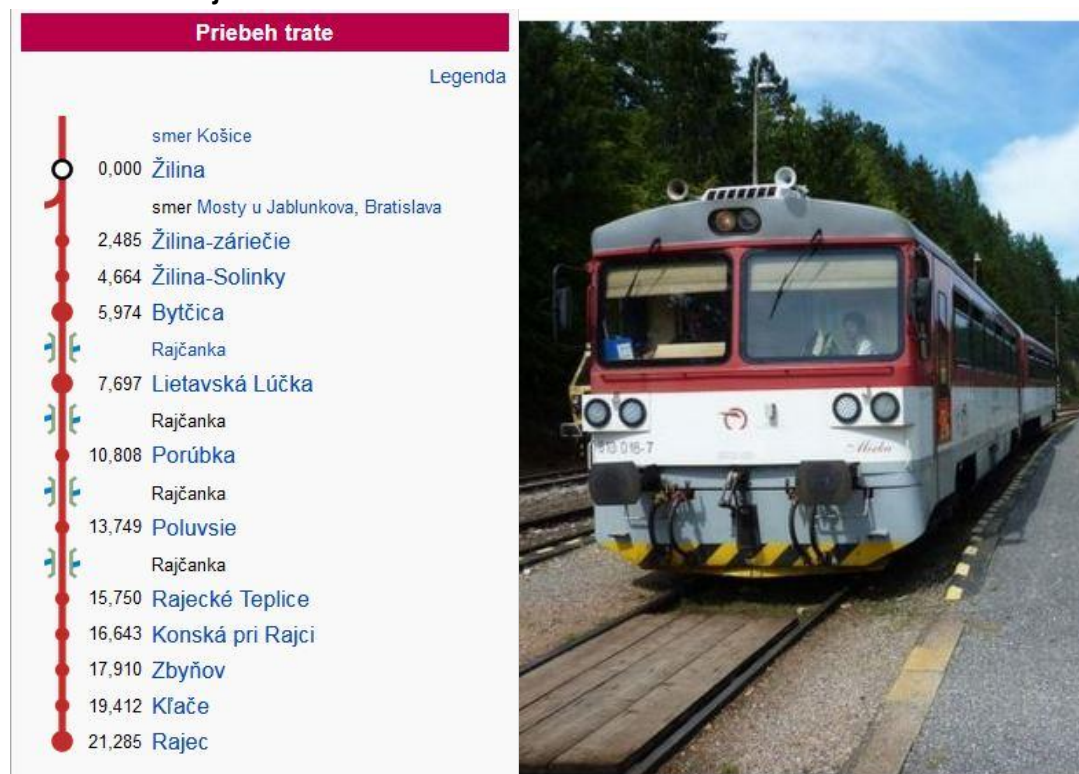 Priebeh trate
Legenda
smer Košice
0,000 Žilina
smer Mosty u Jablunkova, Bratislava
2,485 Žilina-záriečie
4,664 Žilina-Solinky
5,974 Bytčica
Rajčanka
7,697 Lietavská Lúčka
Rajčanka
10,808 Porúbka
Rajčanka
13,749 Poluvsie
Rajčanka
15,750 Rajecké Teplice
16,643 Konská pri Rajci
17,910 Zbyňov
19,412 Kľače
21,285 Rajec